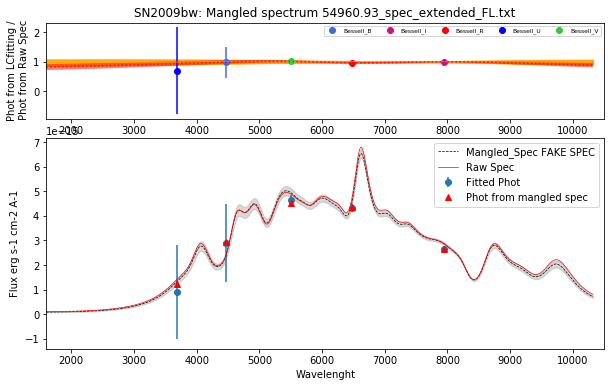 SN2009bw: Mangled spectrum 54960.93_spec_extended_FL.txt
Phot from LCfitting /
Phot from Raw Spec
2
1
0
Bessell_B
Bessell_I
Bessell_R
Bessell_U
Bessell_V
2000 3000 4000 5000 6000 7000 8000 9000 10000
1e−15
Flux erg s-1 cm-2 A-1
7
6
5
4
3
2
1
0
−1
Mangled_Spec FAKE SPEC
Raw Spec
Fitted Phot
Phot from mangled spec
2000 3000 4000 5000 6000 7000 8000 9000 10000
Wavelenght